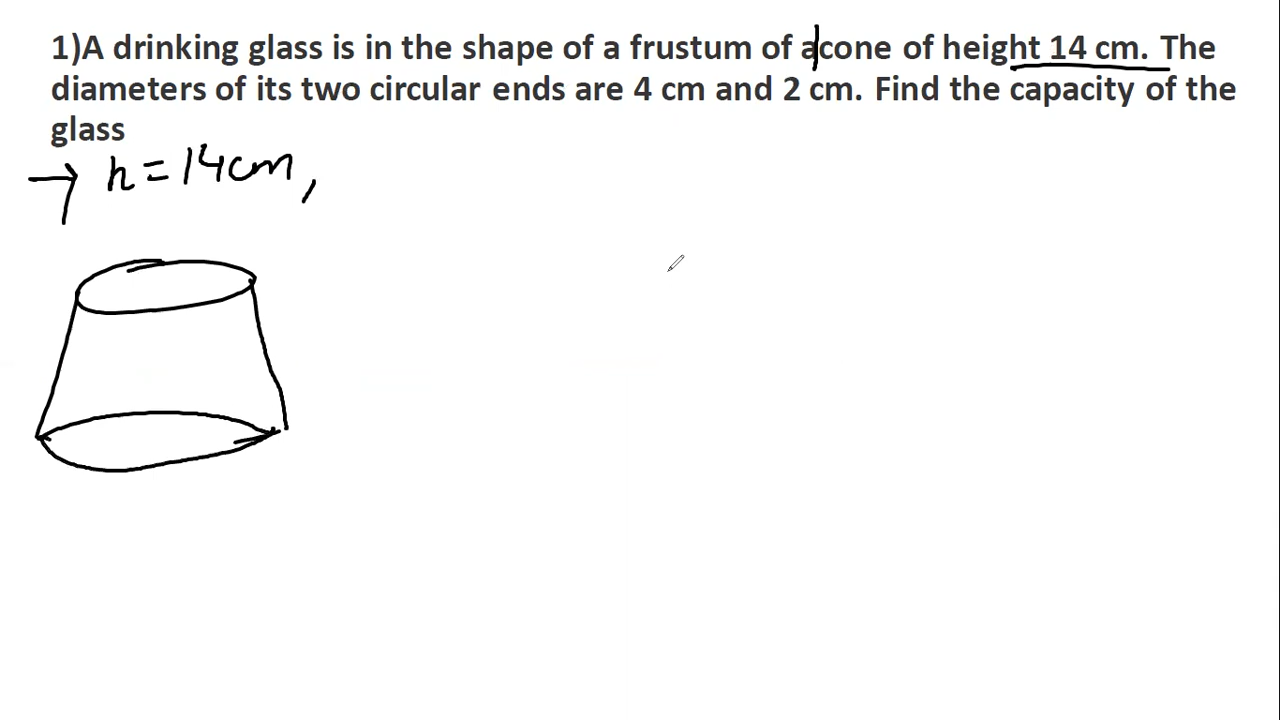 1)A drinking glass is in the shape of a frustum of a cone of height 14 cm. The
diameters of its two circular ends are 4 cm and 2 cm. Find the capacity of the
glass
→ h = 14cm,